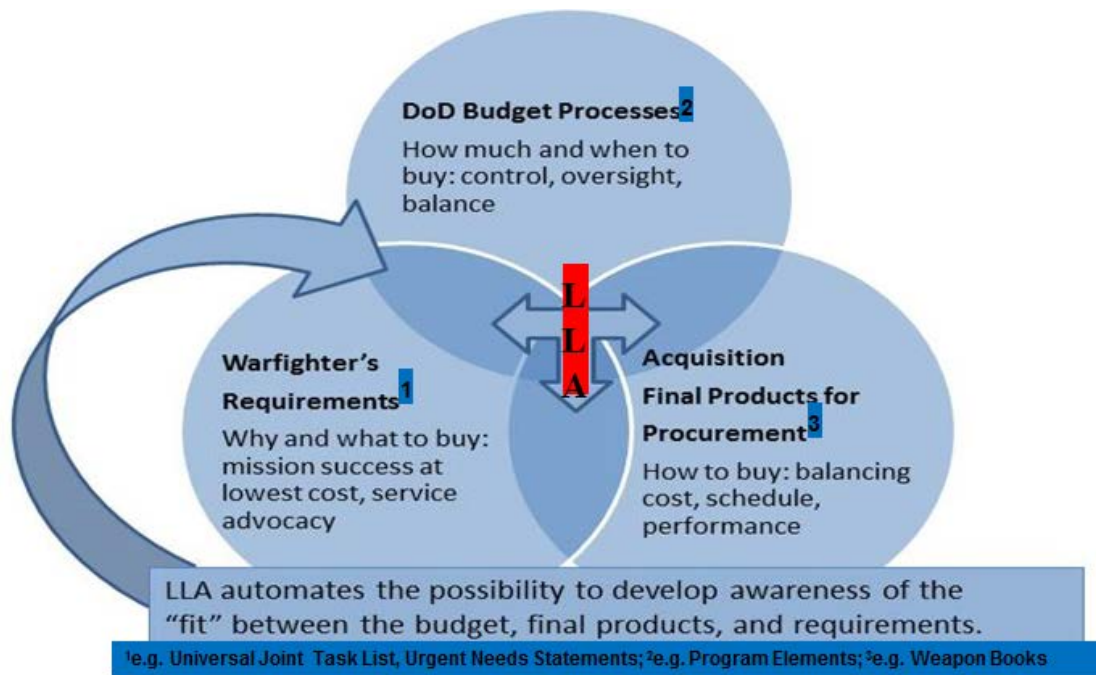 DoD Budget Processes2
How much and when to
buy: control, oversight,
balance
L
L
A
Warfighter’s
Requirements1
Why and what to buy:
mission success at
lowest cost, service
advocacy
Acquisition
Final Products for
Procurement3
How to buy: balancing
cost, schedule,
performance
LLA automates the possibility to develop awareness of the
“fit” between the budget, final products, and requirements.
1e.g. Universal Joint Task List, Urgent Needs Statements; 2e.g. Program Elements; 3e.g. Weapon Books